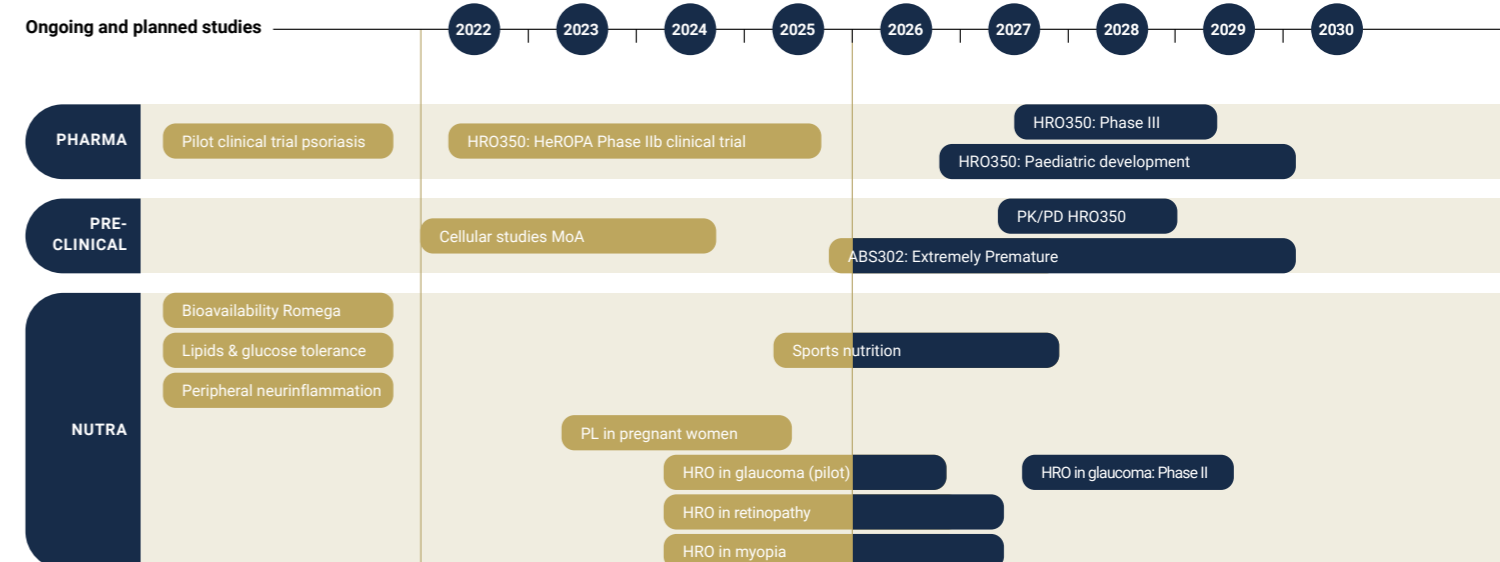 Ongoing and planned studies
2022 2023 2024 2025 2026 2027 2028 2029 2030
PHARMA
Pilot clinical trial psoriasis
HRO350: HeROPA Phase IIb clinical trial
HRO350: Phase III
HRO350: Paediatric development
PRE-
CLINICAL
Cellular studies MoA
PK/PD HRO350
ABS302: Extremely Premature
NUTRA
Bioavailability Romega
Lipids & glucose tolerance
Sports nutrition
Peripheral neurinflammation
PL in pregnant women
HRO in glaucoma (pilot)
HRO in glaucoma: Phase II
HRO in retinopathy
HRO in myopia